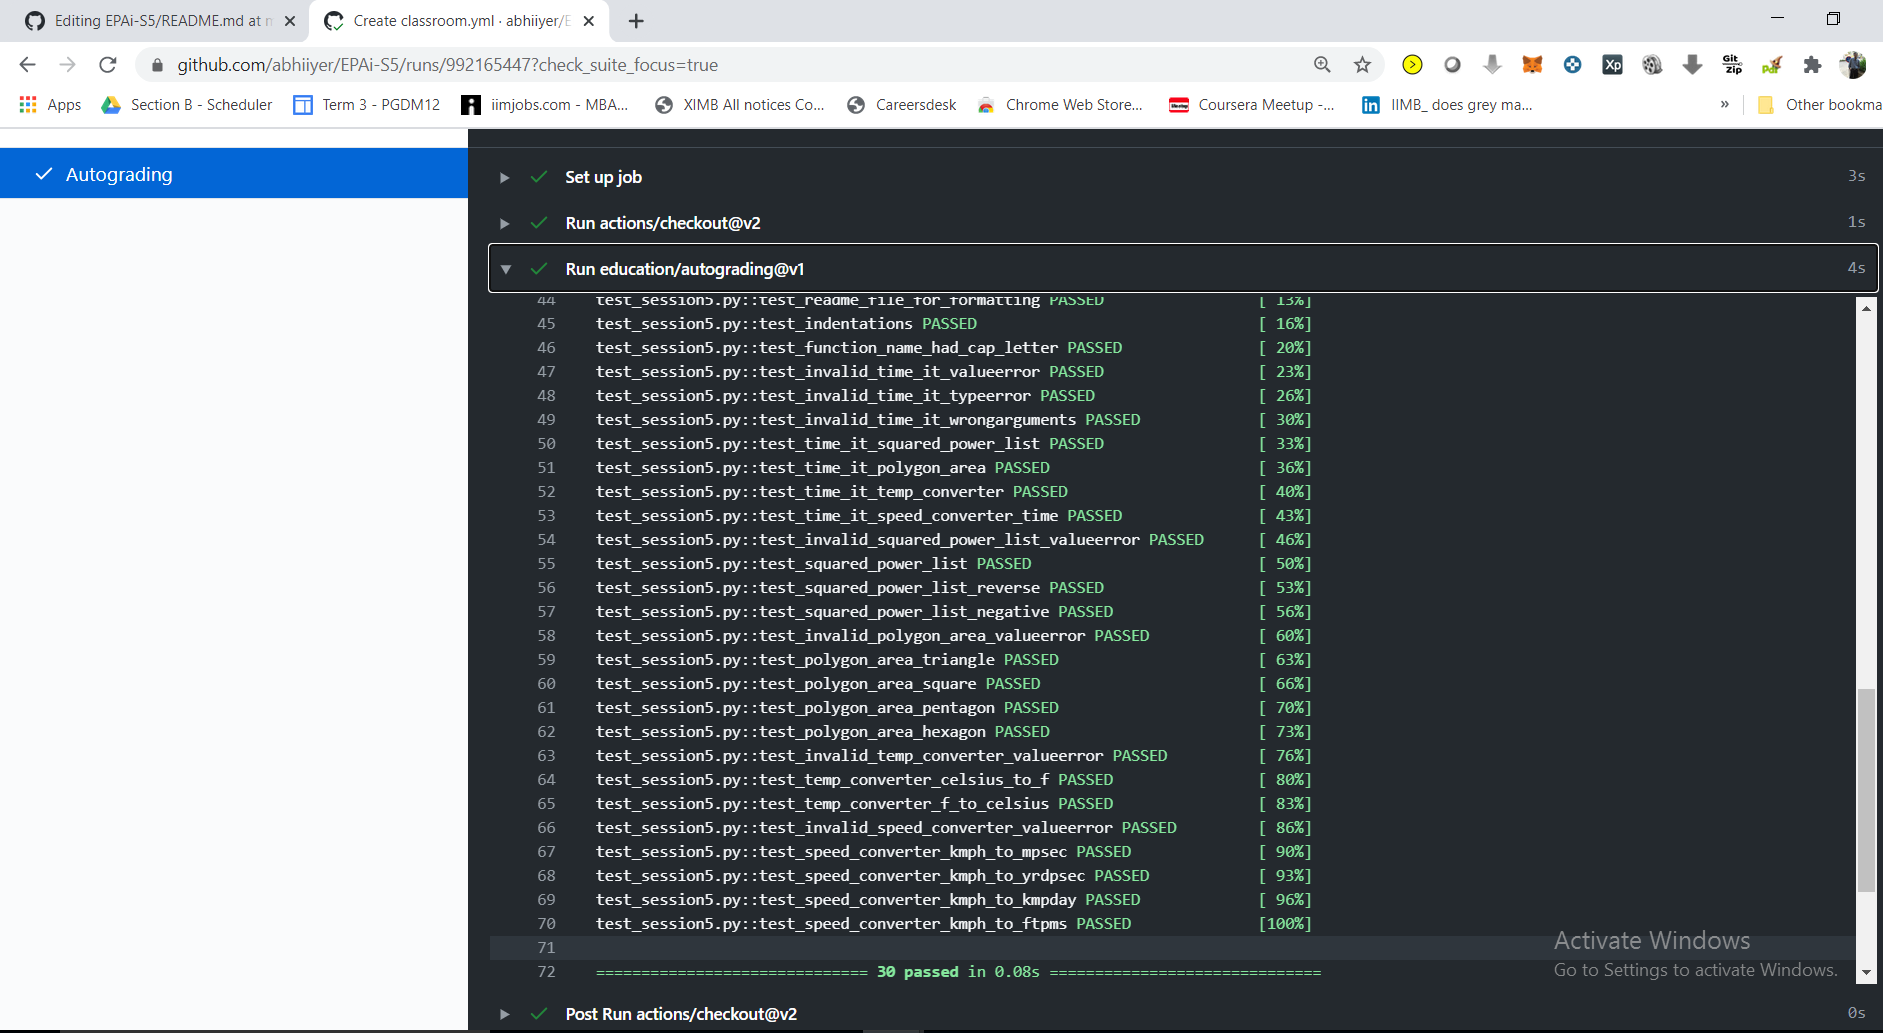 Editing EPAi-S5/README.md at m
Create classroom.yml · abhiiyer/E
github.com/abhiiyer/EPAi-S5/runs/992165447?check_suite_focus=true
Xp
Git Zip
pdf
Apps
Section B - Scheduler
Term 3 - PGDM12
iimjobs.com - MBA...
XIMB All notices Co...
Careersdesk
Chrome Web Store...
Coursera Meetup -...
IIMB_ does grey ma...
»
Other bookma
Autograding
Set up job 3s
Run actions/checkout@v2 1s
Run education/autograding@v1 4s
44 test_session5.py::test_readme_file_for_formatting PASSED [ 13%]
45 test_session5.py::test_indentations PASSED [ 16%]
46 test_session5.py::test_function_name_had_cap_letter PASSED [ 20%]
47 test_session5.py::test_invalid_time_it_valueerror PASSED [ 23%]
48 test_session5.py::test_invalid_time_it_typeerror PASSED [ 26%]
49 test_session5.py::test_invalid_time_it_wrongarguments PASSED [ 30%]
50 test_session5.py::test_time_it_squared_power_list PASSED [ 33%]
51 test_session5.py::test_time_it_polygon_area PASSED [ 36%]
52 test_session5.py::test_time_it_temp_converter PASSED [ 40%]
53 test_session5.py::test_time_it_speed_converter_time PASSED [ 43%]
54 test_session5.py::test_invalid_squared_power_list_valueerror PASSED [ 46%]
55 test_session5.py::test_squared_power_list PASSED [ 50%]
56 test_session5.py::test_squared_power_list_reverse PASSED [ 53%]
57 test_session5.py::test_squared_power_list_negative PASSED [ 56%]
58 test_session5.py::test_invalid_polygon_area_valueerror PASSED [ 60%]
59 test_session5.py::test_polygon_area_triangle PASSED [ 63%]
60 test_session5.py::test_polygon_area_square PASSED [ 66%]
61 test_session5.py::test_polygon_area_pentagon PASSED [ 70%]
62 test_session5.py::test_polygon_area_hexagon PASSED [ 73%]
63 test_session5.py::test_invalid_temp_converter_valueerror PASSED [ 76%]
64 test_session5.py::test_temp_converter_celsius_to_f PASSED [ 80%]
65 test_session5.py::test_temp_converter_f_to_celsius PASSED [ 83%]
66 test_session5.py::test_invalid_speed_converter_valueerror PASSED [ 86%]
67 test_session5.py::test_speed_converter_kmph_to_mpsec PASSED [ 90%]
68 test_session5.py::test_speed_converter_kmph_to_yrdpsec PASSED [ 93%]
69 test_session5.py::test_speed_converter_kmph_to_kmpday PASSED [ 96%]
70 test_session5.py::test_speed_converter_kmph_to_ftpms PASSED [100%]
71
72 ============================== 30 passed in 0.08s ==============================
Activate Windows
Go to Settings to activate Windows.
Post Run actions/checkout@v2 0s